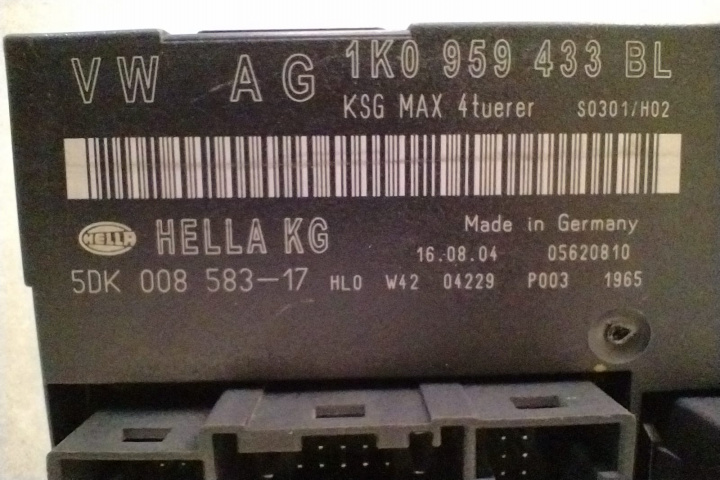 VW AG 1K0 959 433 BL
KSG MAX 4tuerer S0301/H02
Made in Germany
HELLA HELLA KG
16.08.04 05620810
5DK 008 583-17 HLO W42 04229 P003 1965